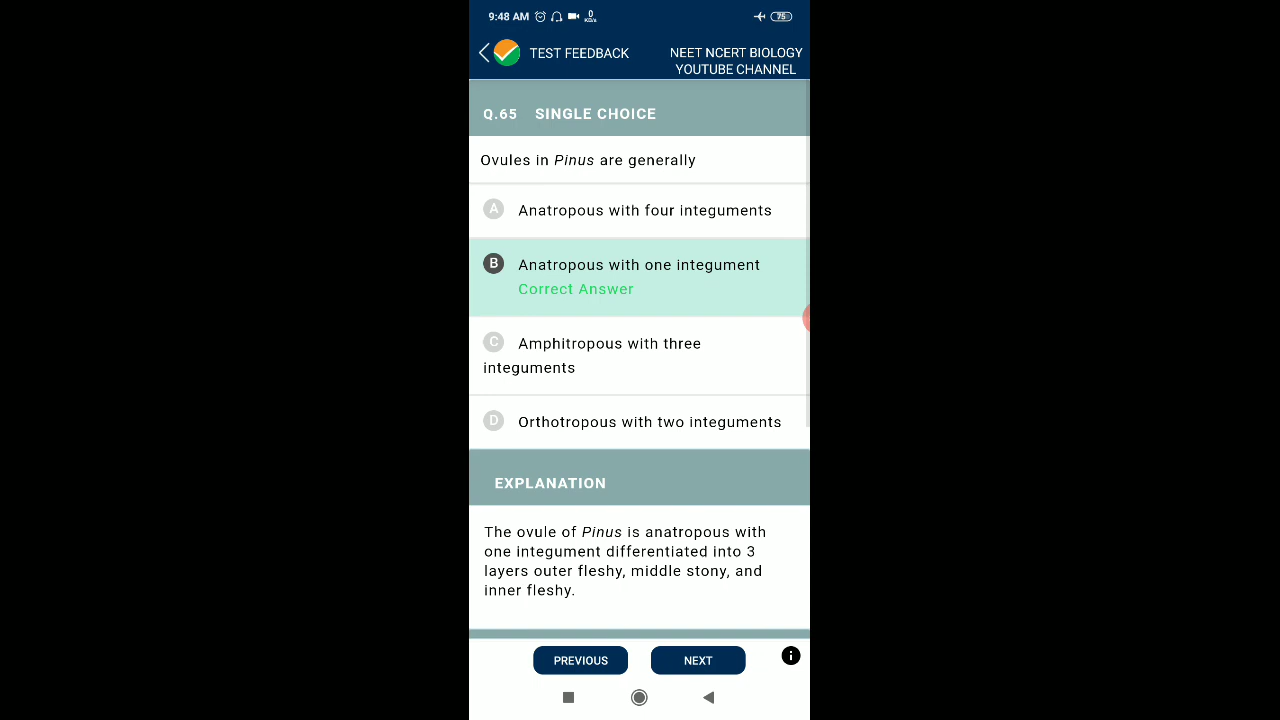 9:48 AM 0 KB/s 75
TEST FEEDBACK
NEET NCERT BIOLOGY
YOUTUBE CHANNEL
Q.65 SINGLE CHOICE
Ovules in Pinus are generally
A Anatropous with four integuments
B Anatropous with one integument
Correct Answer
C Amphitropous with three
integuments
D Orthotropous with two integuments
EXPLANATION
The ovule of Pinus is anatropous with
one integument differentiated into 3
layers outer fleshy, middle stony, and
inner fleshy.
PREVIOUS NEXT